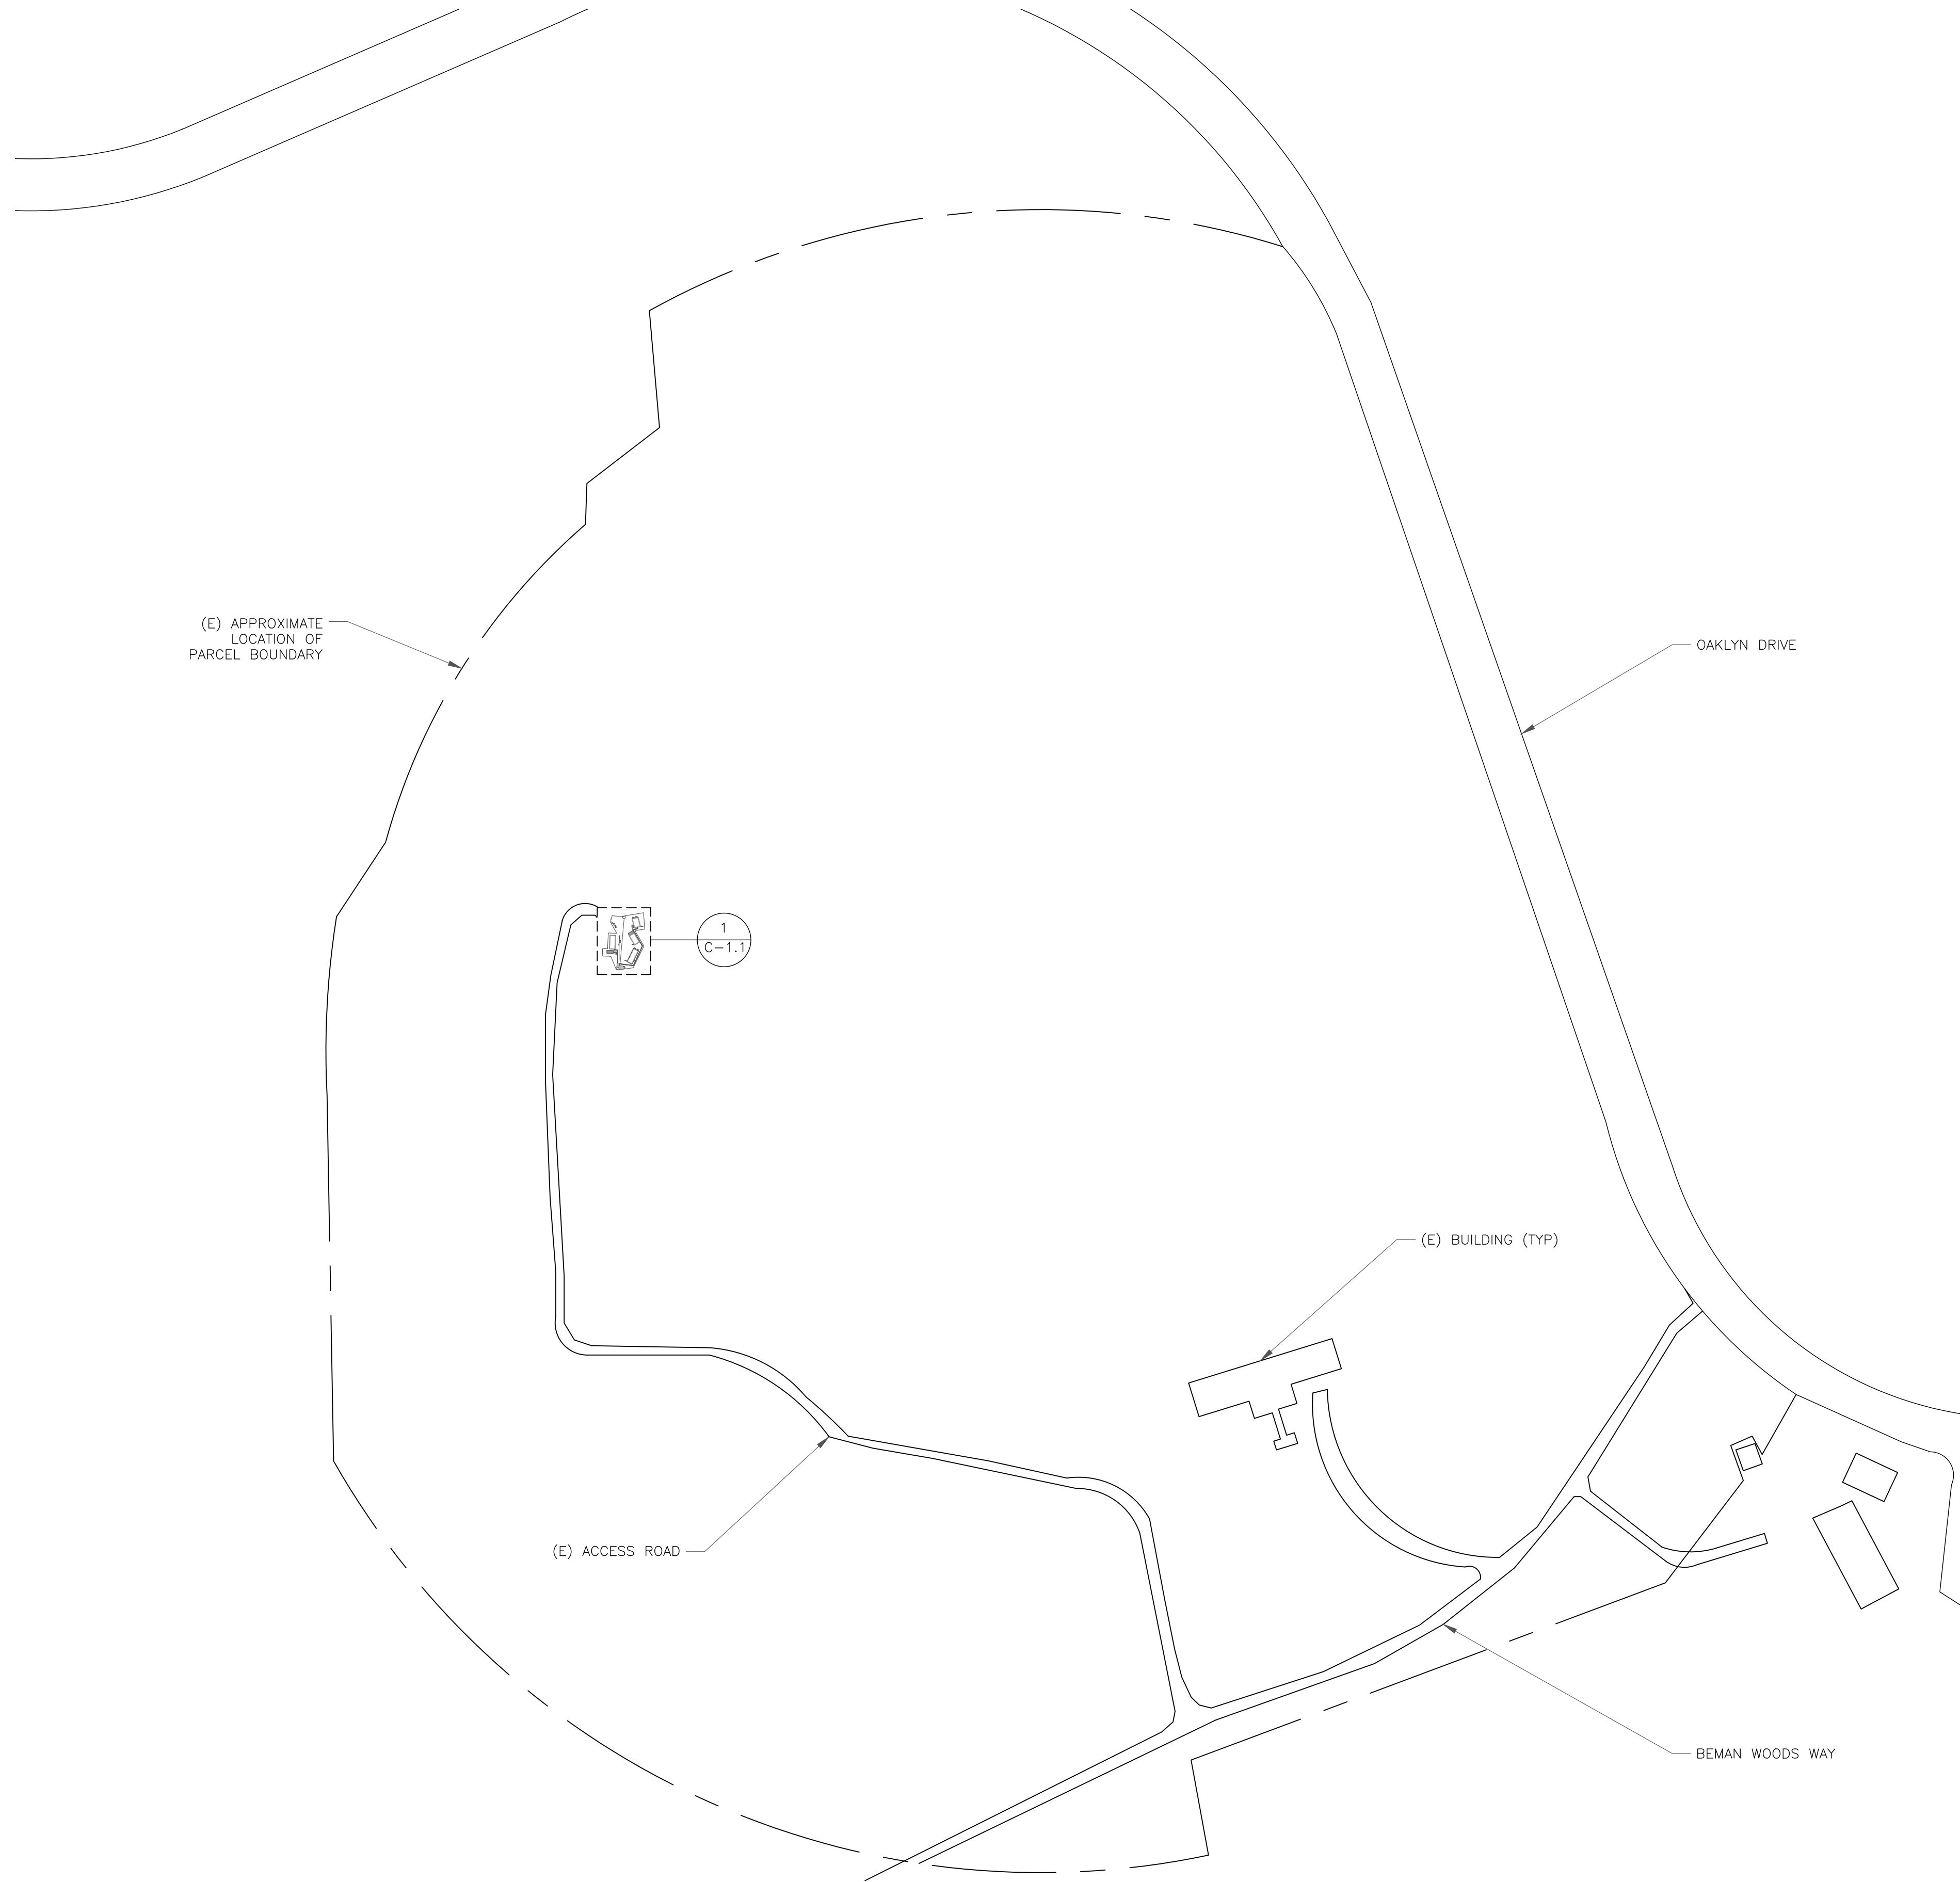 (E) APPROXIMATE
LOCATION OF
PARCEL BOUNDARY
OAKLYN DRIVE
1
C-1.1
(E) BUILDING (TYP)
(E) ACCESS ROAD
BEMAN WOODS WAY